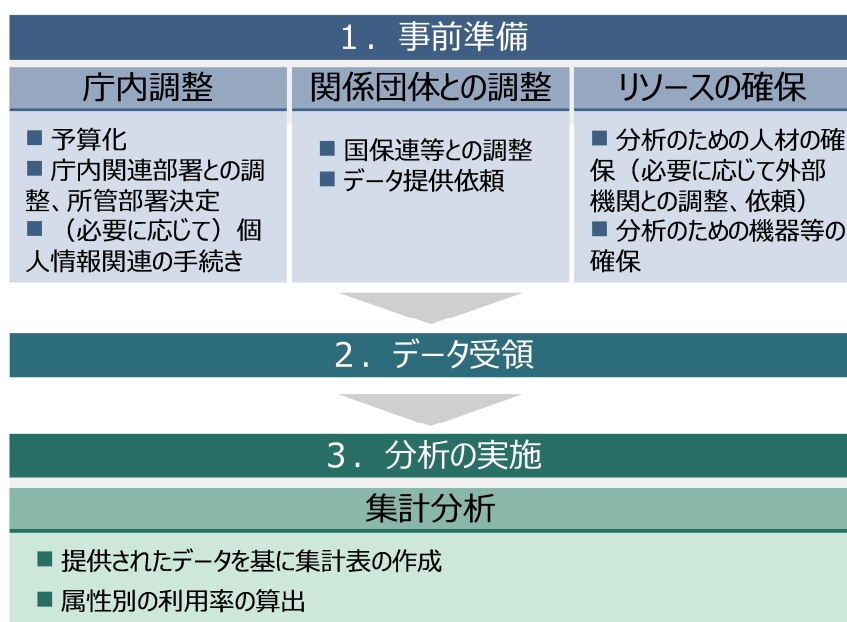 1．事前準備
庁内調整
■ 予算化
■ 庁内関連部署との調
整、所管部署決定
■ （必要に応じて）個
人情報関連の手続き
関係団体との調整
■ 国保連等との調整
■ データ提供依頼
リソースの確保
■ 分析のための人材の確
保（必要に応じて外部
機関との調整、依頼）
■ 分析のための機器等の
確保
2．データ受領
3．分析の実施
集計分析
■ 提供されたデータを基に集計表の作成
■ 属性別の利用率の算出